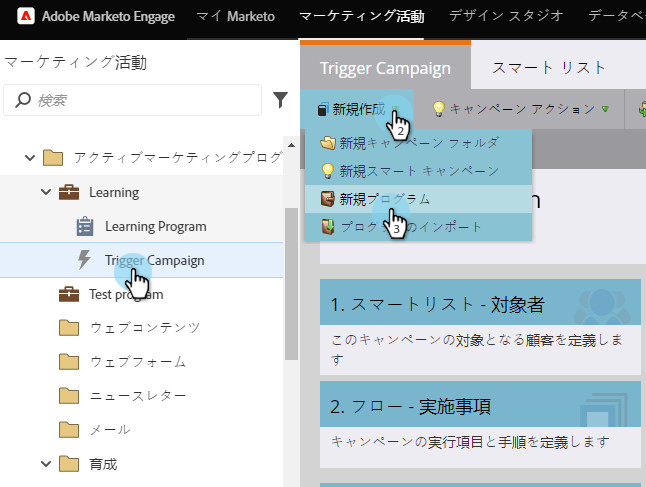 Adobe Marketo Engage マイ Marketo マーケティング活動 デザイン スタジオ データベ
マーケティング活動
検索
アクティブマーケティングプログ
Learning
Learning Program
Trigger Campaign
Test program
ウェブコンテンツ
ウェブフォーム
ニュースレター
メール
育成
Trigger Campaign スマート リスト
新規作成 キャンペーン アクション
2
新規キャンペーン フォルダ
新規スマート キャンペーン
新規プログラム
3
プログラムのインポート
n
1. スマートリスト - 対象者
このキャンペーンの対象となる顧客を定義しま
す
2. フロー - 実施事項
キャンペーンの実行項目と手順を定義します